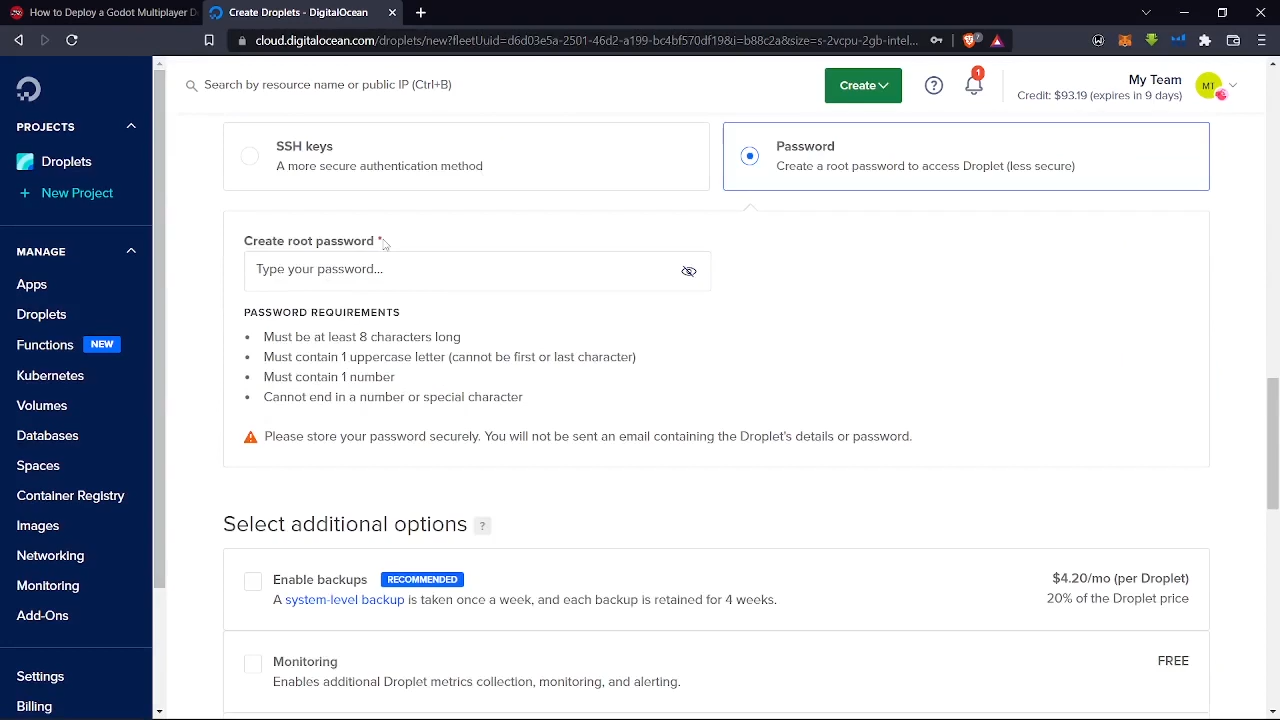 How to Deploy a Godot Multiplayer D
Create Droplets - DigitalOcean
cloud.digitalocean.com/droplets/new?fleetUuid=d6d03e5a-2501-46d2-a199-bc4bf570df19&i=b88c2a&size=s-2vcpu-2gb-intel...
Search by resource name or public IP (Ctrl+B)
Create
?
1
My Team
Credit: $93.19 (expires in 9 days)
MT
PROJECTS
Droplets
+ New Project
MANAGE
Apps
Droplets
Functions NEW
Kubernetes
Volumes
Databases
Spaces
Container Registry
Images
Networking
Monitoring
Add-Ons
Settings
Billing
SSH keys
A more secure authentication method
Password
Create a root password to access Droplet (less secure)
Create root password *
Type your password...
PASSWORD REQUIREMENTS
• Must be at least 8 characters long
• Must contain 1 uppercase letter (cannot be first or last character)
• Must contain 1 number
• Cannot end in a number or special character
Please store your password securely. You will not be sent an email containing the Droplet's details or password.
Select additional options ?
Enable backups RECOMMENDED
$4.20/mo (per Droplet)
A system-level backup is taken once a week, and each backup is retained for 4 weeks.
20% of the Droplet price
Monitoring
FREE
Enables additional Droplet metrics collection, monitoring, and alerting.